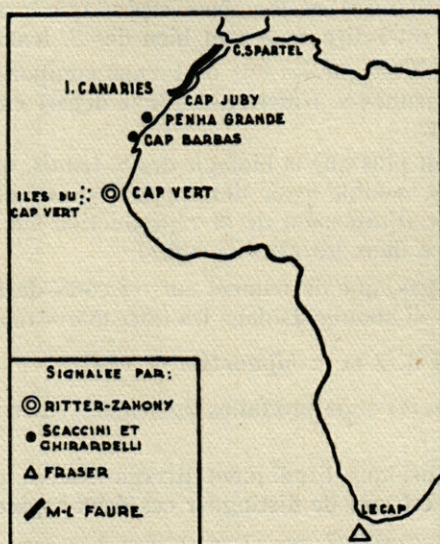 C. SPARTEL
I. CANARIES
CAP JUBY
PENHA GRANDE
CAP BARBAS
ILES DU
CAP VERT
CAP VERT
SIGNALEE PAR:
RITTER-ZAHONY
SCACCINI ET
GHIRARDELLI
FRASER
M-L FAURE
LE CAP